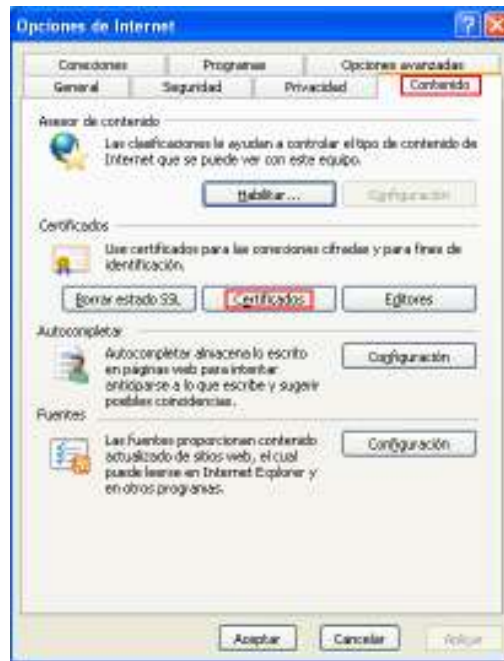 Opciones de Internet
Conexiones Programas Opciones avanzadas
General Seguridad Privacidad Contenido
Asesor de contenido
Las clasificaciones le ayudan a controlar el tipo de contenido de
Internet que se puede ver con este equipo.
Habilitar... Configuración
Certificados
Use certificados para las conexiones cifradas y para fines de
identificación.
Borrar estado SSL Certificados Editores
Autocompletar
Autocompletar almacena lo escrito
en páginas web para intentar
anticiparse a lo que escribe y sugerir
posibles coincidencias.
Configuración
Fuentes
Las fuentes proporcionan contenido
actualizado de sitios web, el cual
puede leerse en Internet Explorer y
en otros programas.
Configuración
Aceptar Cancelar Aplicar